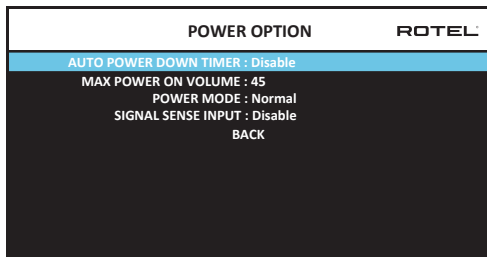 POWER OPTION ROTEL
AUTO POWER DOWN TIMER : Disable
MAX POWER ON VOLUME : 45
POWER MODE : Normal
SIGNAL SENSE INPUT : Disable
BACK